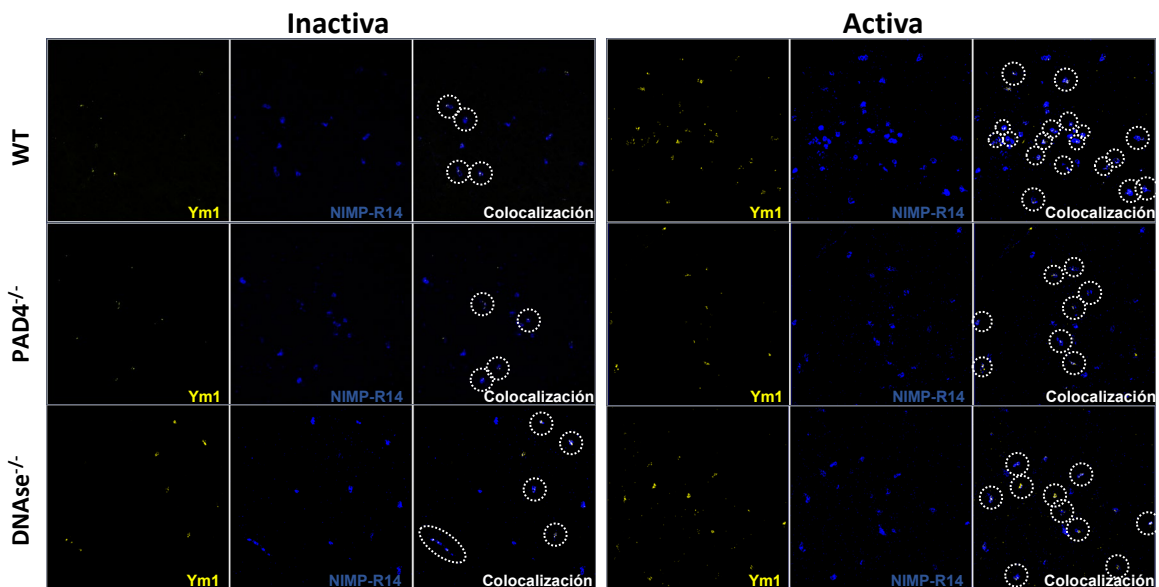 Inactiva
Activa
WT
Ym1
NIMP-R14
Colocalización
Ym1
NIMP-R14
Colocalización
PAD4-/-
Ym1
NIMP-R14
Colocalización
Ym1
NIMP-R14
Colocalización
DNAse-/-
Ym1
NIMP-R14
Colocalización
Ym1
NIMP-R14
Colocalización